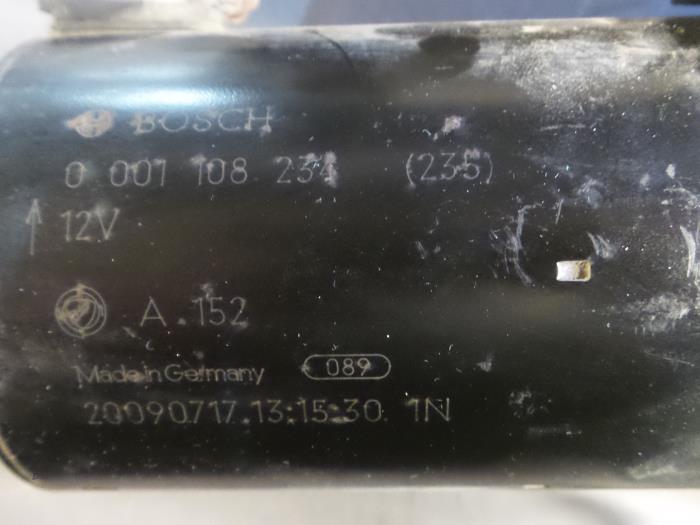 BOSCH
0 001 108 234 (235)
12V
A.152
Made in Germany 089
20090717 13:15:30 1N